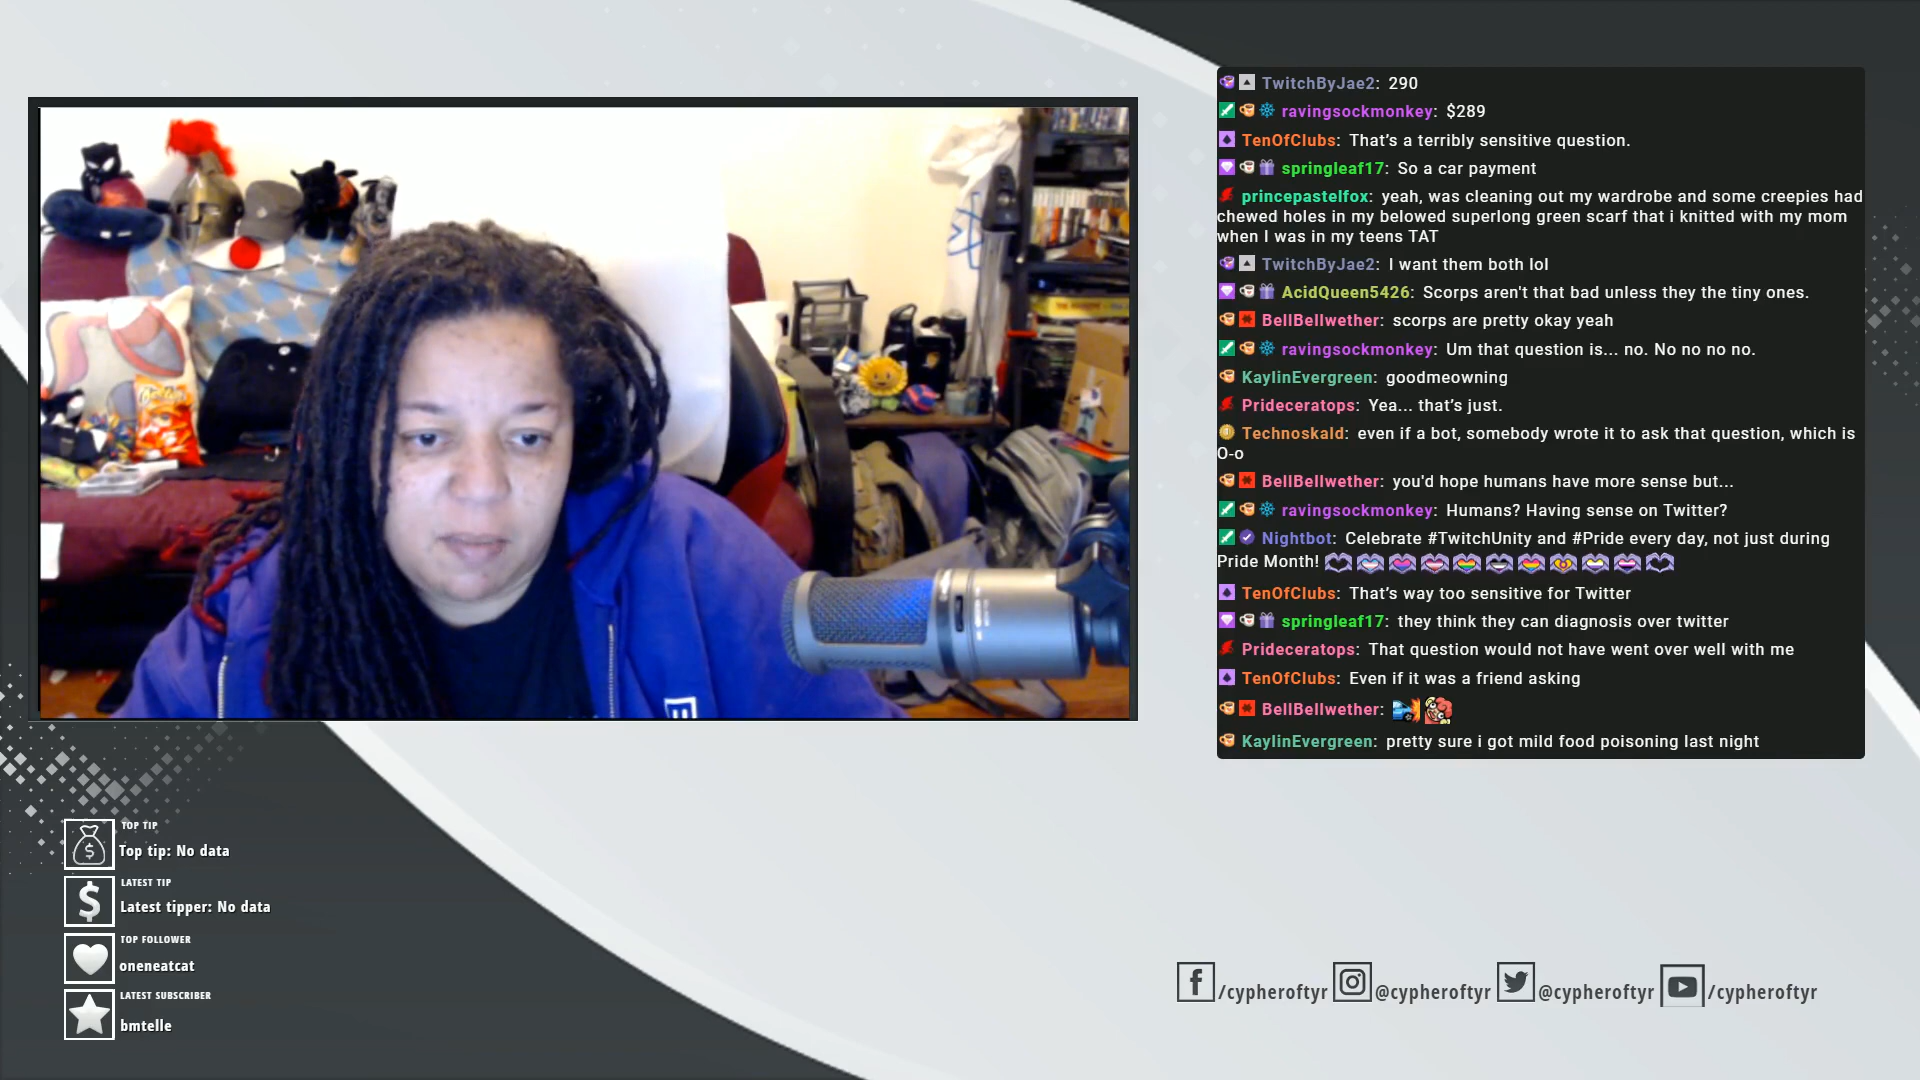 TwitchByJae2: 290
ravingsockmonkey: $289
TenOfClubs: That's a terribly sensitive question.
springleaf17: So a car payment
princepastelfox: yeah, was cleaning out my wardrobe and some creepies had
chewed holes in my belowed superlong green scarf that i knitted with my mom
when I was in my teens TAT
TwitchByJae2: I want them both lol
AcidQueen5426: Scorps aren't that bad unless they the tiny ones.
BellBellwether: scorps are pretty okay yeah
ravingsockmonkey: Um that question is... no. No no no no.
KaylinEvergreen: goodmeowning
Prideceratops: Yea... that's just.
Technoskald: even if a bot, somebody wrote it to ask that question, which is
O-o
BellBellwether: you'd hope humans have more sense but...
ravingsockmonkey: Humans? Having sense on Twitter?
Nightbot: Celebrate #TwitchUnity and #Pride every day, not just during
Pride Month!
TenOfClubs: That's way too sensitive for Twitter
springleaf17: they think they can diagnosis over twitter
Prideceratops: That question would not have went over well with me
TenOfClubs: Even if it was a friend asking
BellBellwether:
KaylinEvergreen: pretty sure i got mild food poisoning last night
TOP TIP
Top tip: No data
LATEST TIP
Latest tipper: No data
TOP FOLLOWER
oneneatcat
LATEST SUBSCRIBER
bmtelle
/cypheroftyr @cypheroftyr @cypheroftyr /cypheroftyr